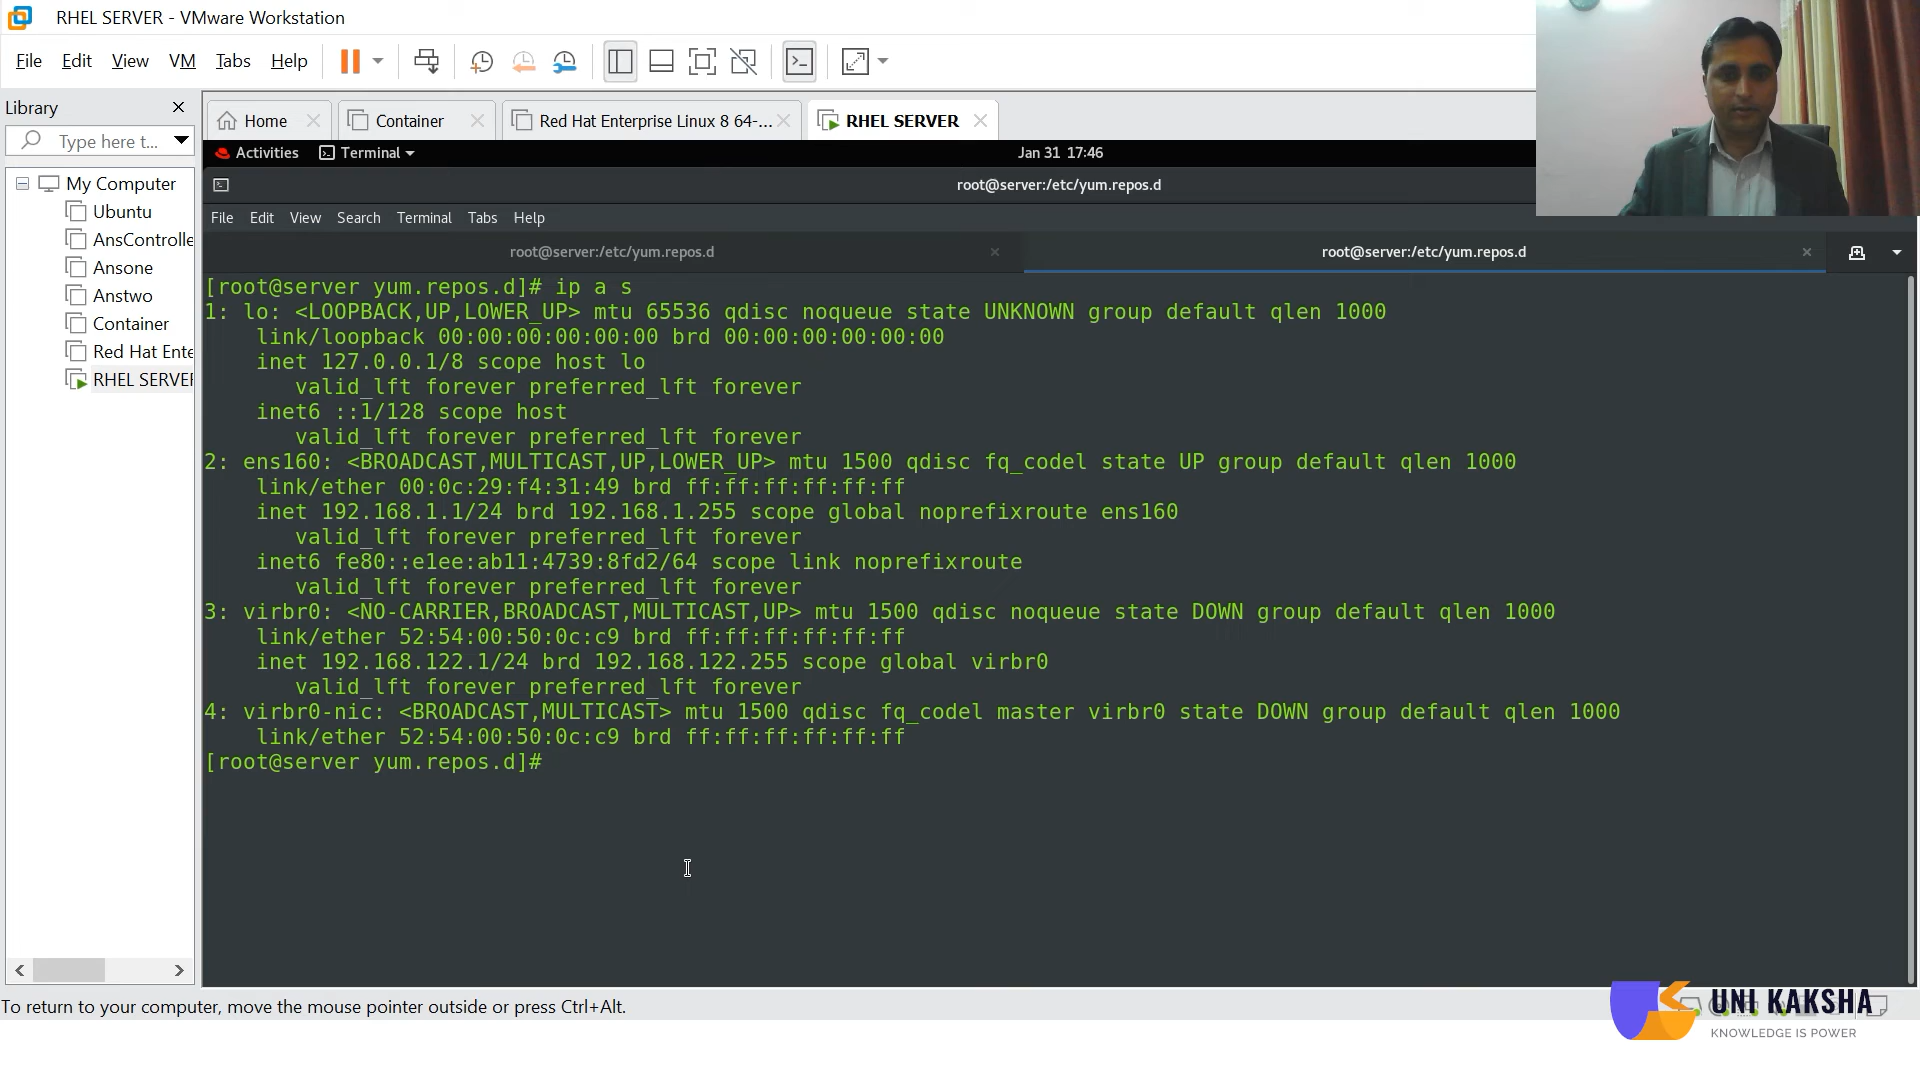 RHEL SERVER - VMware Workstation
File Edit View VM Tabs Help
Library
Type here t...
My Computer
Ubuntu
AnsControlle
Ansone
Anstwo
Container
Red Hat Ente
RHEL SERVER
Home Container Red Hat Enterprise Linux 8 64-... RHEL SERVER
Activities Terminal Jan 31 17:46
root@server:/etc/yum.repos.d
File Edit View Search Terminal Tabs Help
root@server:/etc/yum.repos.d root@server:/etc/yum.repos.d
[root@server yum.repos.d]# ip a s
1: lo: <LOOPBACK,UP,LOWER_UP> mtu 65536 qdisc noqueue state UNKNOWN group default qlen 1000
link/loopback 00:00:00:00:00:00 brd 00:00:00:00:00:00
inet 127.0.0.1/8 scope host lo
valid_lft forever preferred_lft forever
inet6 ::1/128 scope host
valid_lft forever preferred_lft forever
2: ens160: <BROADCAST,MULTICAST,UP,LOWER_UP> mtu 1500 qdisc fq_codel state UP group default qlen 1000
link/ether 00:0c:29:f4:31:49 brd ff:ff:ff:ff:ff:ff
inet 192.168.1.1/24 brd 192.168.1.255 scope global noprefixroute ens160
valid_lft forever preferred_lft forever
inet6 fe80::e1ee:ab11:4739:8fd2/64 scope link noprefixroute
valid_lft forever preferred_lft forever
3: virbr0: <NO-CARRIER,BROADCAST,MULTICAST,UP> mtu 1500 qdisc noqueue state DOWN group default qlen 1000
link/ether 52:54:00:50:0c:c9 brd ff:ff:ff:ff:ff:ff
inet 192.168.122.1/24 brd 192.168.122.255 scope global virbr0
valid_lft forever preferred_lft forever
4: virbr0-nic: <BROADCAST,MULTICAST> mtu 1500 qdisc fq_codel master virbr0 state DOWN group default qlen 1000
link/ether 52:54:00:50:0c:c9 brd ff:ff:ff:ff:ff:ff
[root@server yum.repos.d]#
To return to your computer, move the mouse pointer outside or press Ctrl+Alt.
UNI KAKSHA
KNOWLEDGE IS POWER